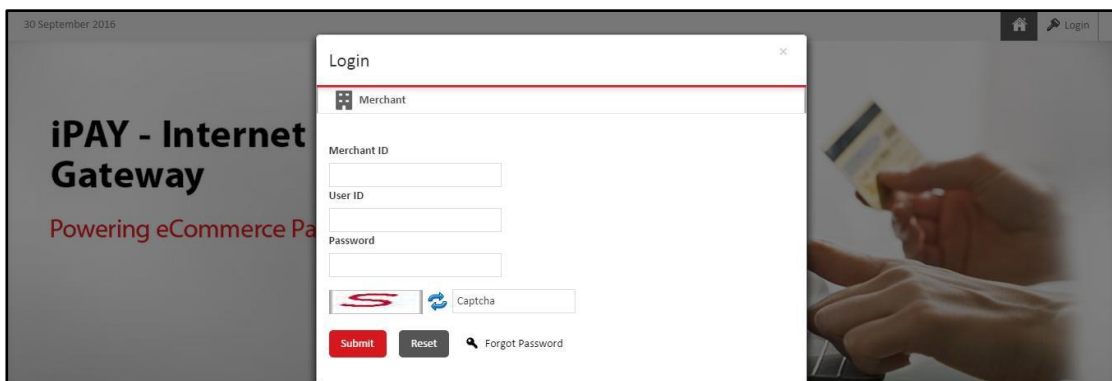 30 September 2016
Login
Login
×
Merchant
iPAY - Internet
Gateway
Powering eCommerce Pa
Merchant ID
User ID
Password
S
Captcha
Submit
Reset
Forgot Password